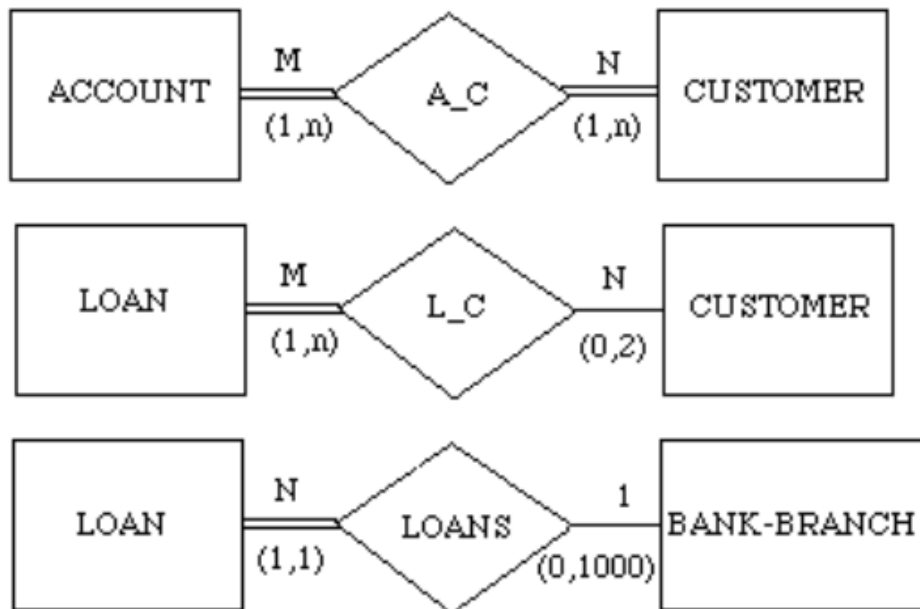 M N
ACCOUNT A_C CUSTOMER
(1,n) (1,n)
M N
LOAN L_C CUSTOMER
(1,n) (0,2)
N 1
LOAN LOANS BANK-BRANCH
(1,1) (0,1000)